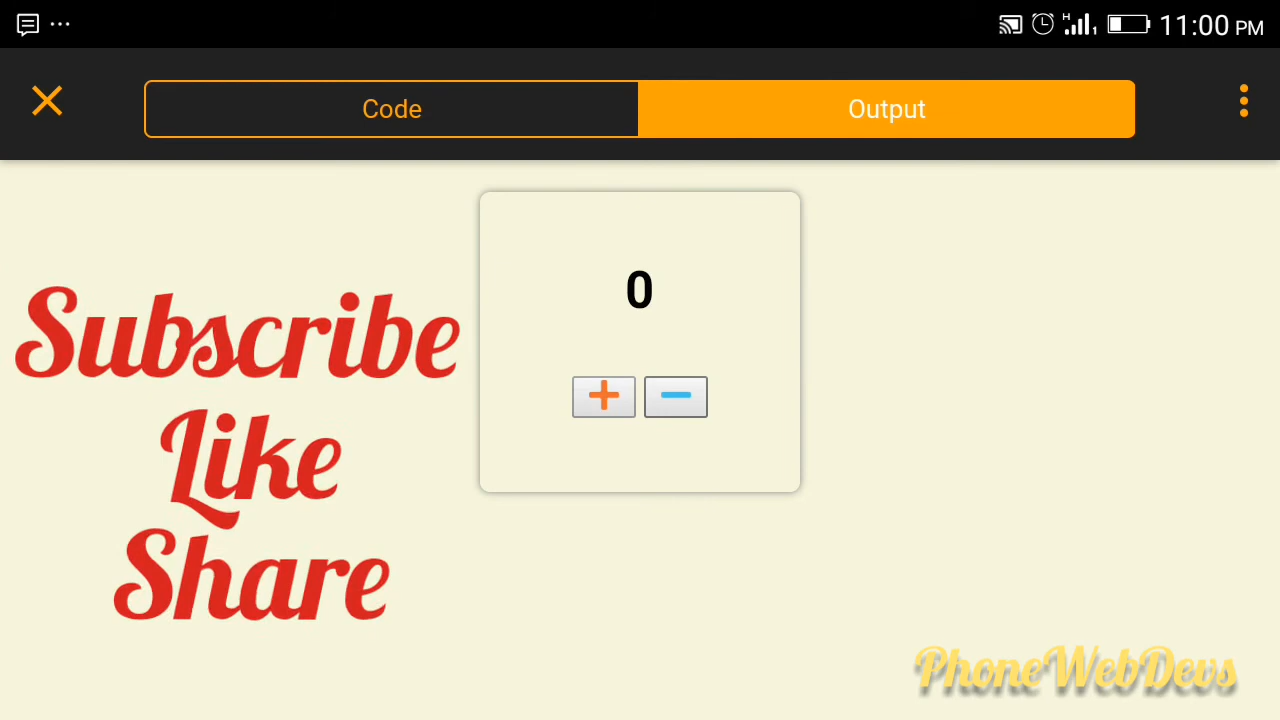 11:00 PM
Code
Output
0
+ −
Subscribe
Like
Share
PhoneWebDevs